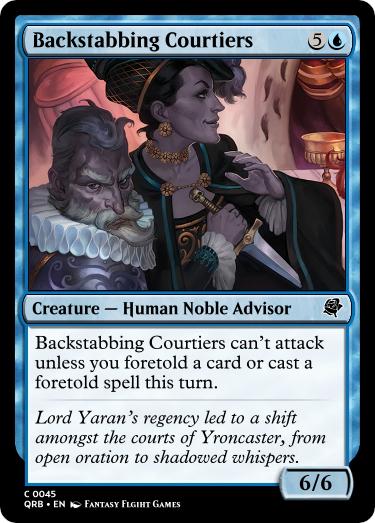 Backstabbing Courtiers 5
Creature — Human Noble Advisor
Backstabbing Courtiers can't attack
unless you foretold a card or cast a
foretold spell this turn.
Lord Yaran's regency led to a shift
amongst the courts of Yroncaster, from
open oration to shadowed whispers.
6/6
C 0045
QRB • EN Fantasy Flgiht Games